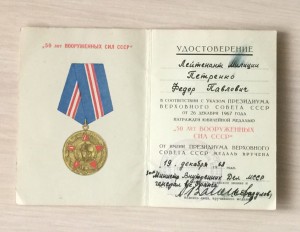 "50 лет ВООРУЖЕННЫХ СИЛ СССР"
УДОСТОВЕРЕНИЕ
Лейтенант милиции
Петренко
Федор Павлович
В СООТВЕТСТВИИ С УКАЗОМ ПРЕЗИДИУМА
ВЕРХОВНОГО СОВЕТА СССР
ОТ 26 ДЕКАБРЯ 1967 ГОДА
НАГРАЖДЕН ЮБИЛЕЙНОЙ МЕДАЛЬЮ
"50 ЛЕТ ВООРУЖЕННЫХ
СИЛ СССР"
ОТ ИМЕНИ ПРЕЗИДИУМА ВЕРХОВНОГО
СОВЕТА СССР МЕДАЛЬ ВРУЧЕНА
19 декабря
Министр Внутренних Дел МССР
генерал